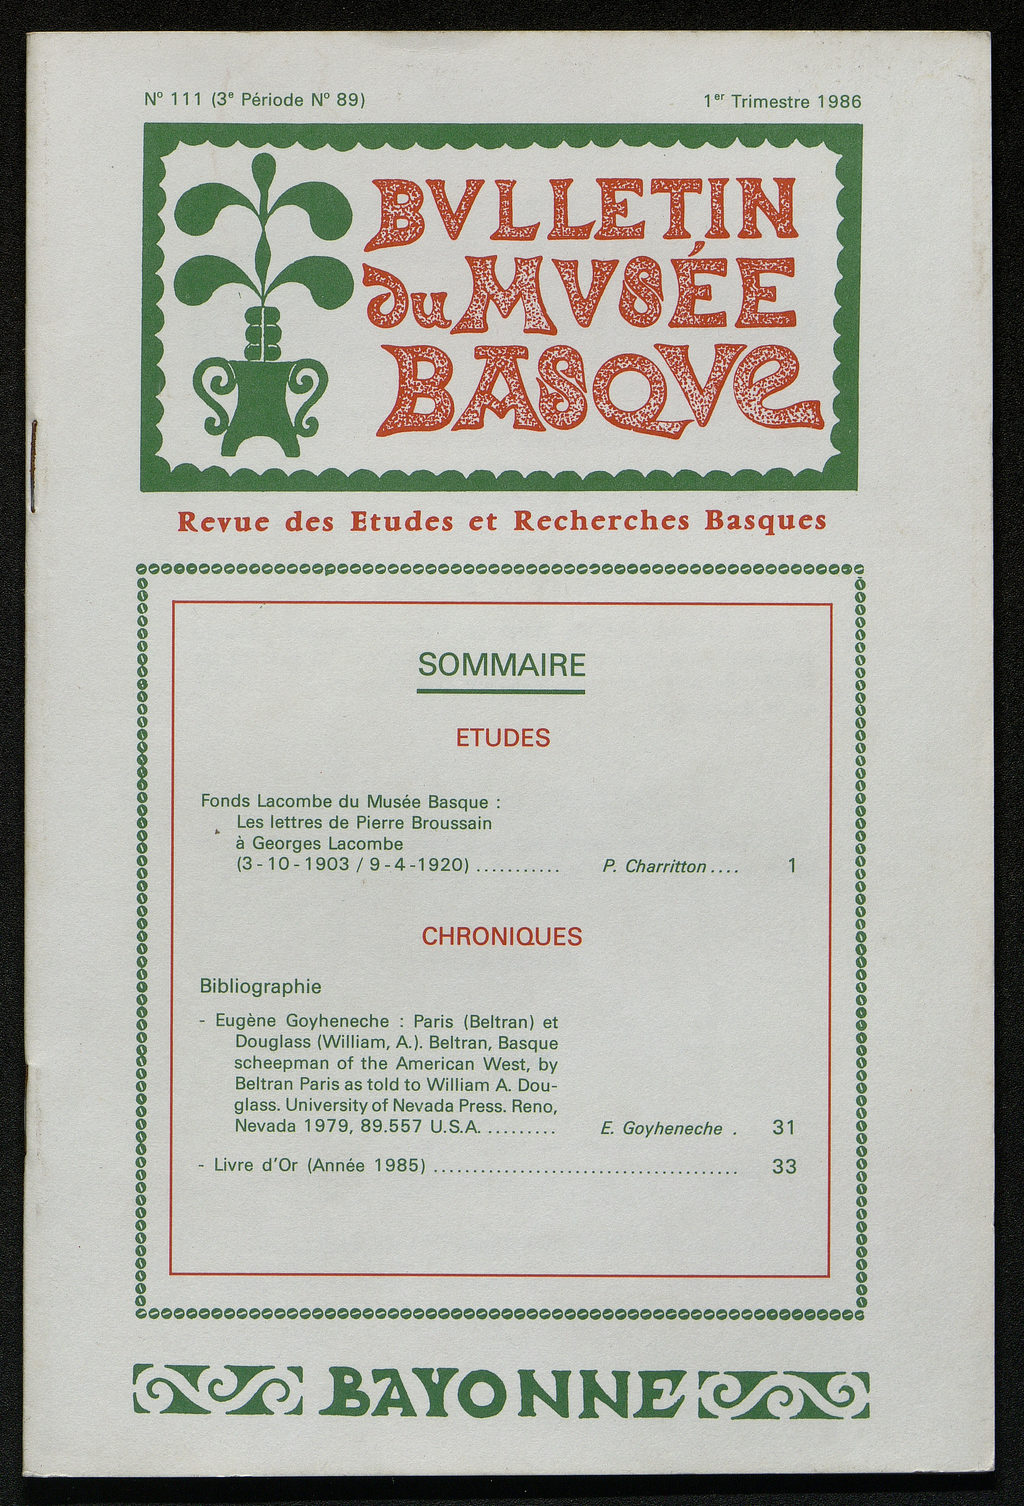 Nº 111 (3e Période Nº 89)
1er Trimestre 1986
BVLLETIN
du MVSÉE
BASQVE
Revue des Etudes et Recherches Basques
SOMMAIRE
ETUDES
Fonds Lacombe du Musée Basque :
Les lettres de Pierre Broussain
à Georges Lacombe
(3-10-1903 / 9-4-1920) ........... P. Charritton .... 1
CHRONIQUES
Bibliographie
- Eugène Goyheneche : Paris (Beltran) et
Douglass (William, A.). Beltran, Basque
scheepman of the American West, by
Beltran Paris as told to William A. Dou-
glass. University of Nevada Press. Reno,
Nevada 1979, 89.557 U.S.A. ......... E. Goyheneche . 31
- Livre d'Or (Année 1985) ...................................... 33
BAYONNE